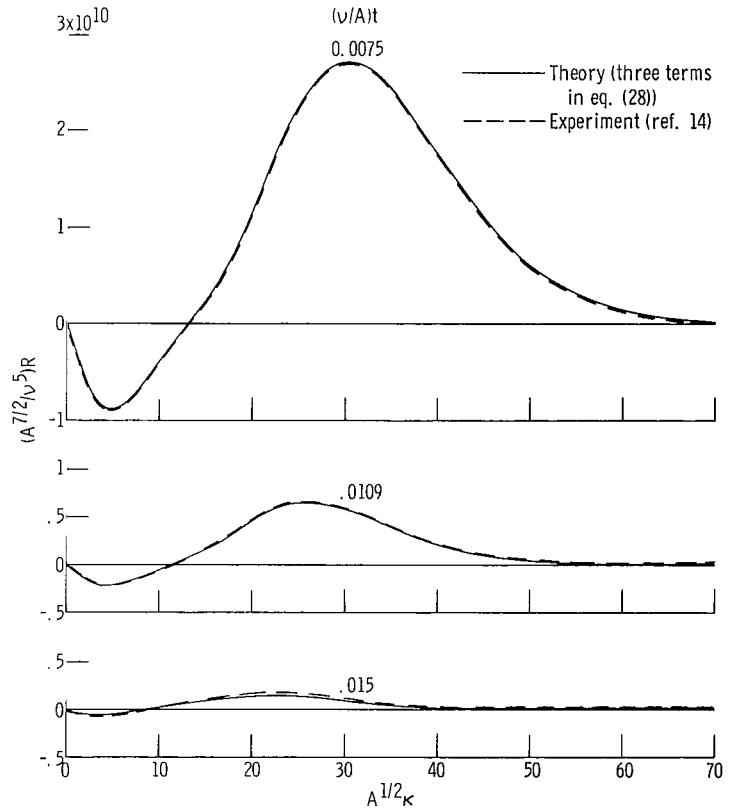 3x10^10
(ν/A)t
0.0075
Theory (three terms
in eq. (28))
Experiment (ref. 14)
2
1
0
-1
(A^7/2/ν^5)R
1
.5
0
-.5
.0109
.5
0
-.5
.015
0 10 20 30 40 50 60 70
A^1/2κ